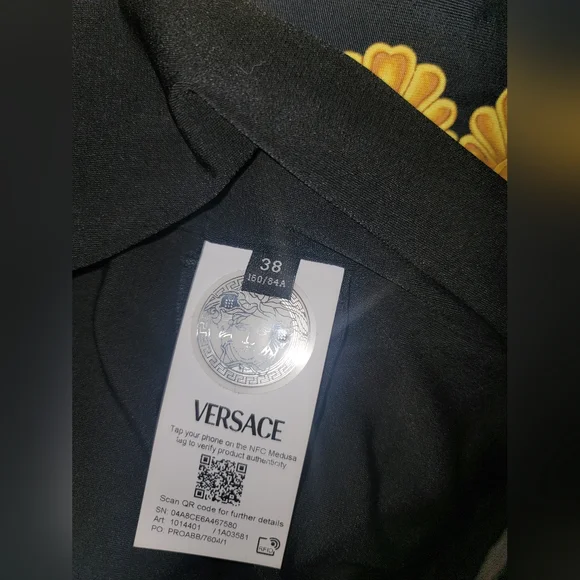 38
160/84A
VERSACE
Tap your phone on the NFC Medusa
tag to verify product authenticity
Scan QR code for further details
SN: 04A8CE6A467580
Art 1014401 /1A03581
PO: PROABB/7604/1
NFC